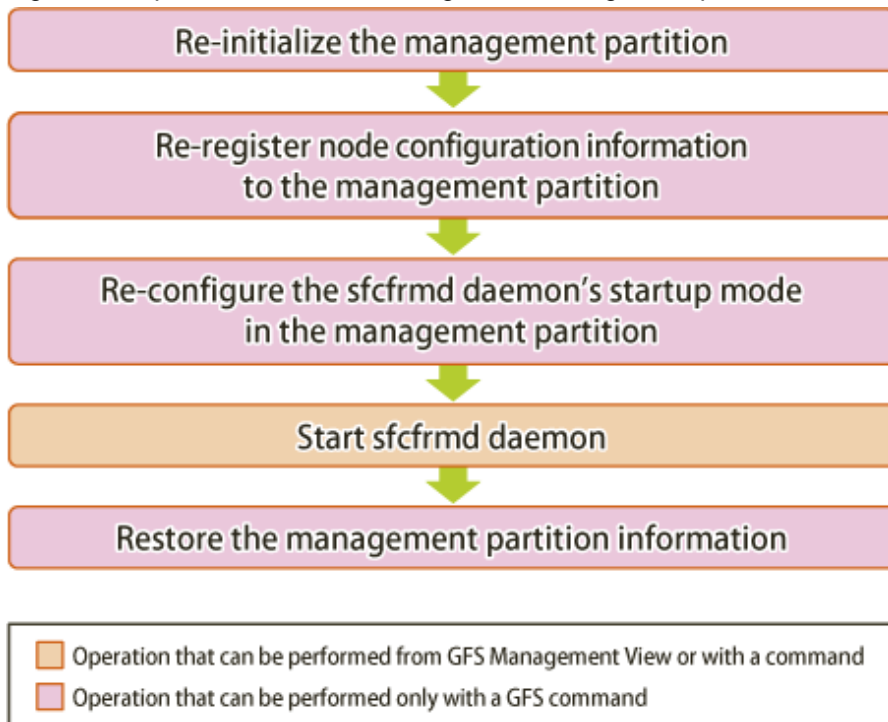 Re-initialize the management partition
Re-register node configuration information
to the management partition
Re-configure the sfcfrmd daemon's startup mode
in the management partition
Start sfcfrmd daemon
Restore the management partition information
Operation that can be performed from GFS Management View or with a command
Operation that can be performed only with a GFS command